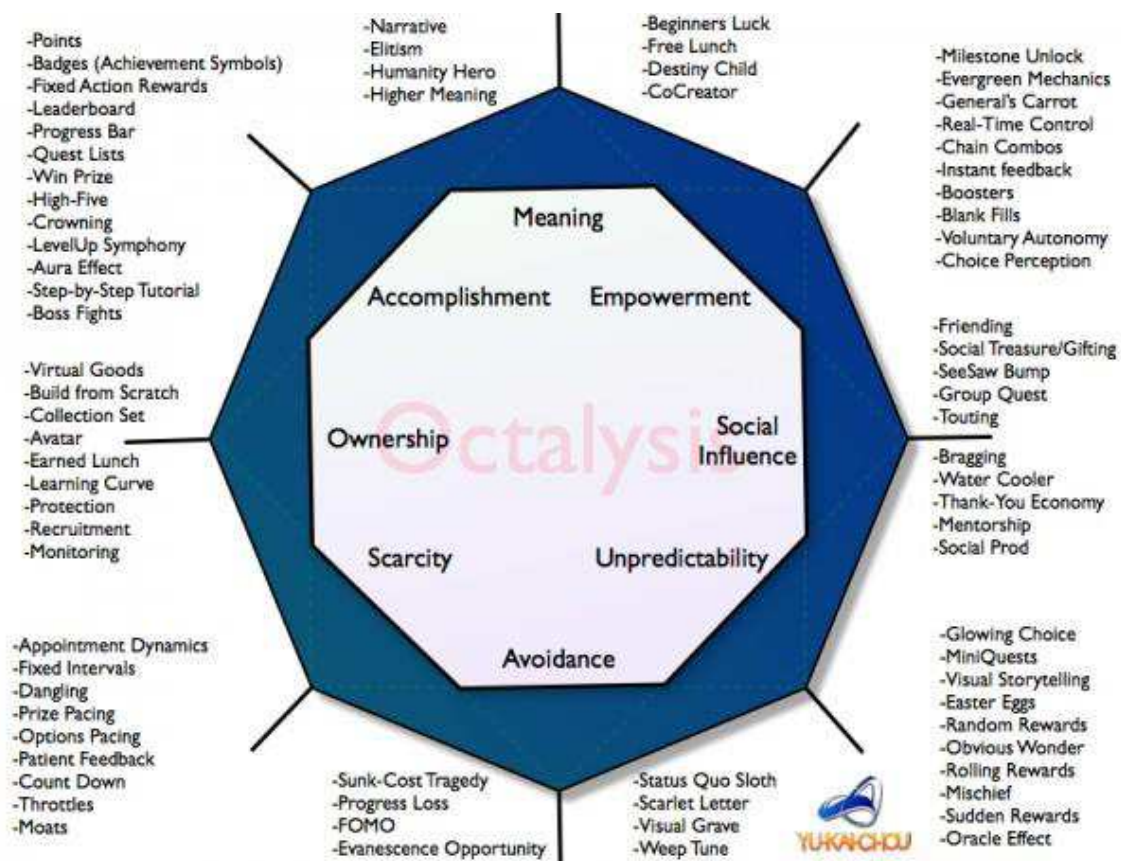 -Points
-Badges (Achievement Symbols)
-Fixed Action Rewards
-Leaderboard
-Progress Bar
-Quest Lists
-Win Prize
-High-Five
-Crowning
-LevelUp Symphony
-Aura Effect
-Step-by-Step Tutorial
-Boss Fights
-Narrative
-Elitism
-Humanity Hero
-Higher Meaning
-Beginners Luck
-Free Lunch
-Destiny Child
-CoCreator
-Milestone Unlock
-Evergreen Mechanics
-General's Carrot
-Real-Time Control
-Chain Combos
-Instant feedback
-Boosters
-Blank Fills
-Voluntary Autonomy
-Choice Perception
Meaning
Accomplishment
Empowerment
-Virtual Goods
-Build from Scratch
-Collection Set
-Avatar
-Earned Lunch
-Learning Curve
-Protection
-Recruitment
-Monitoring
Ownership
Octalysis
Social
Influence
-Friending
-Social Treasure/Gifting
-SeeSaw Bump
-Group Quest
-Touting
-Bragging
-Water Cooler
-Thank-You Economy
-Mentorship
-Social Prod
Scarcity
Unpredictability
Avoidance
-Appointment Dynamics
-Fixed Intervals
-Dangling
-Prize Pacing
-Options Pacing
-Patient Feedback
-Count Down
-Throttles
-Moats
-Sunk-Cost Tragedy
-Progress Loss
-FOMO
-Evanescence Opportunity
-Status Quo Sloth
-Scarlet Letter
-Visual Grave
-Weep Tune
YU-KAI-CHOU
-Glowing Choice
-MiniQuests
-Visual Storytelling
-Easter Eggs
-Random Rewards
-Obvious Wonder
-Rolling Rewards
-Mischief
-Sudden Rewards
-Oracle Effect